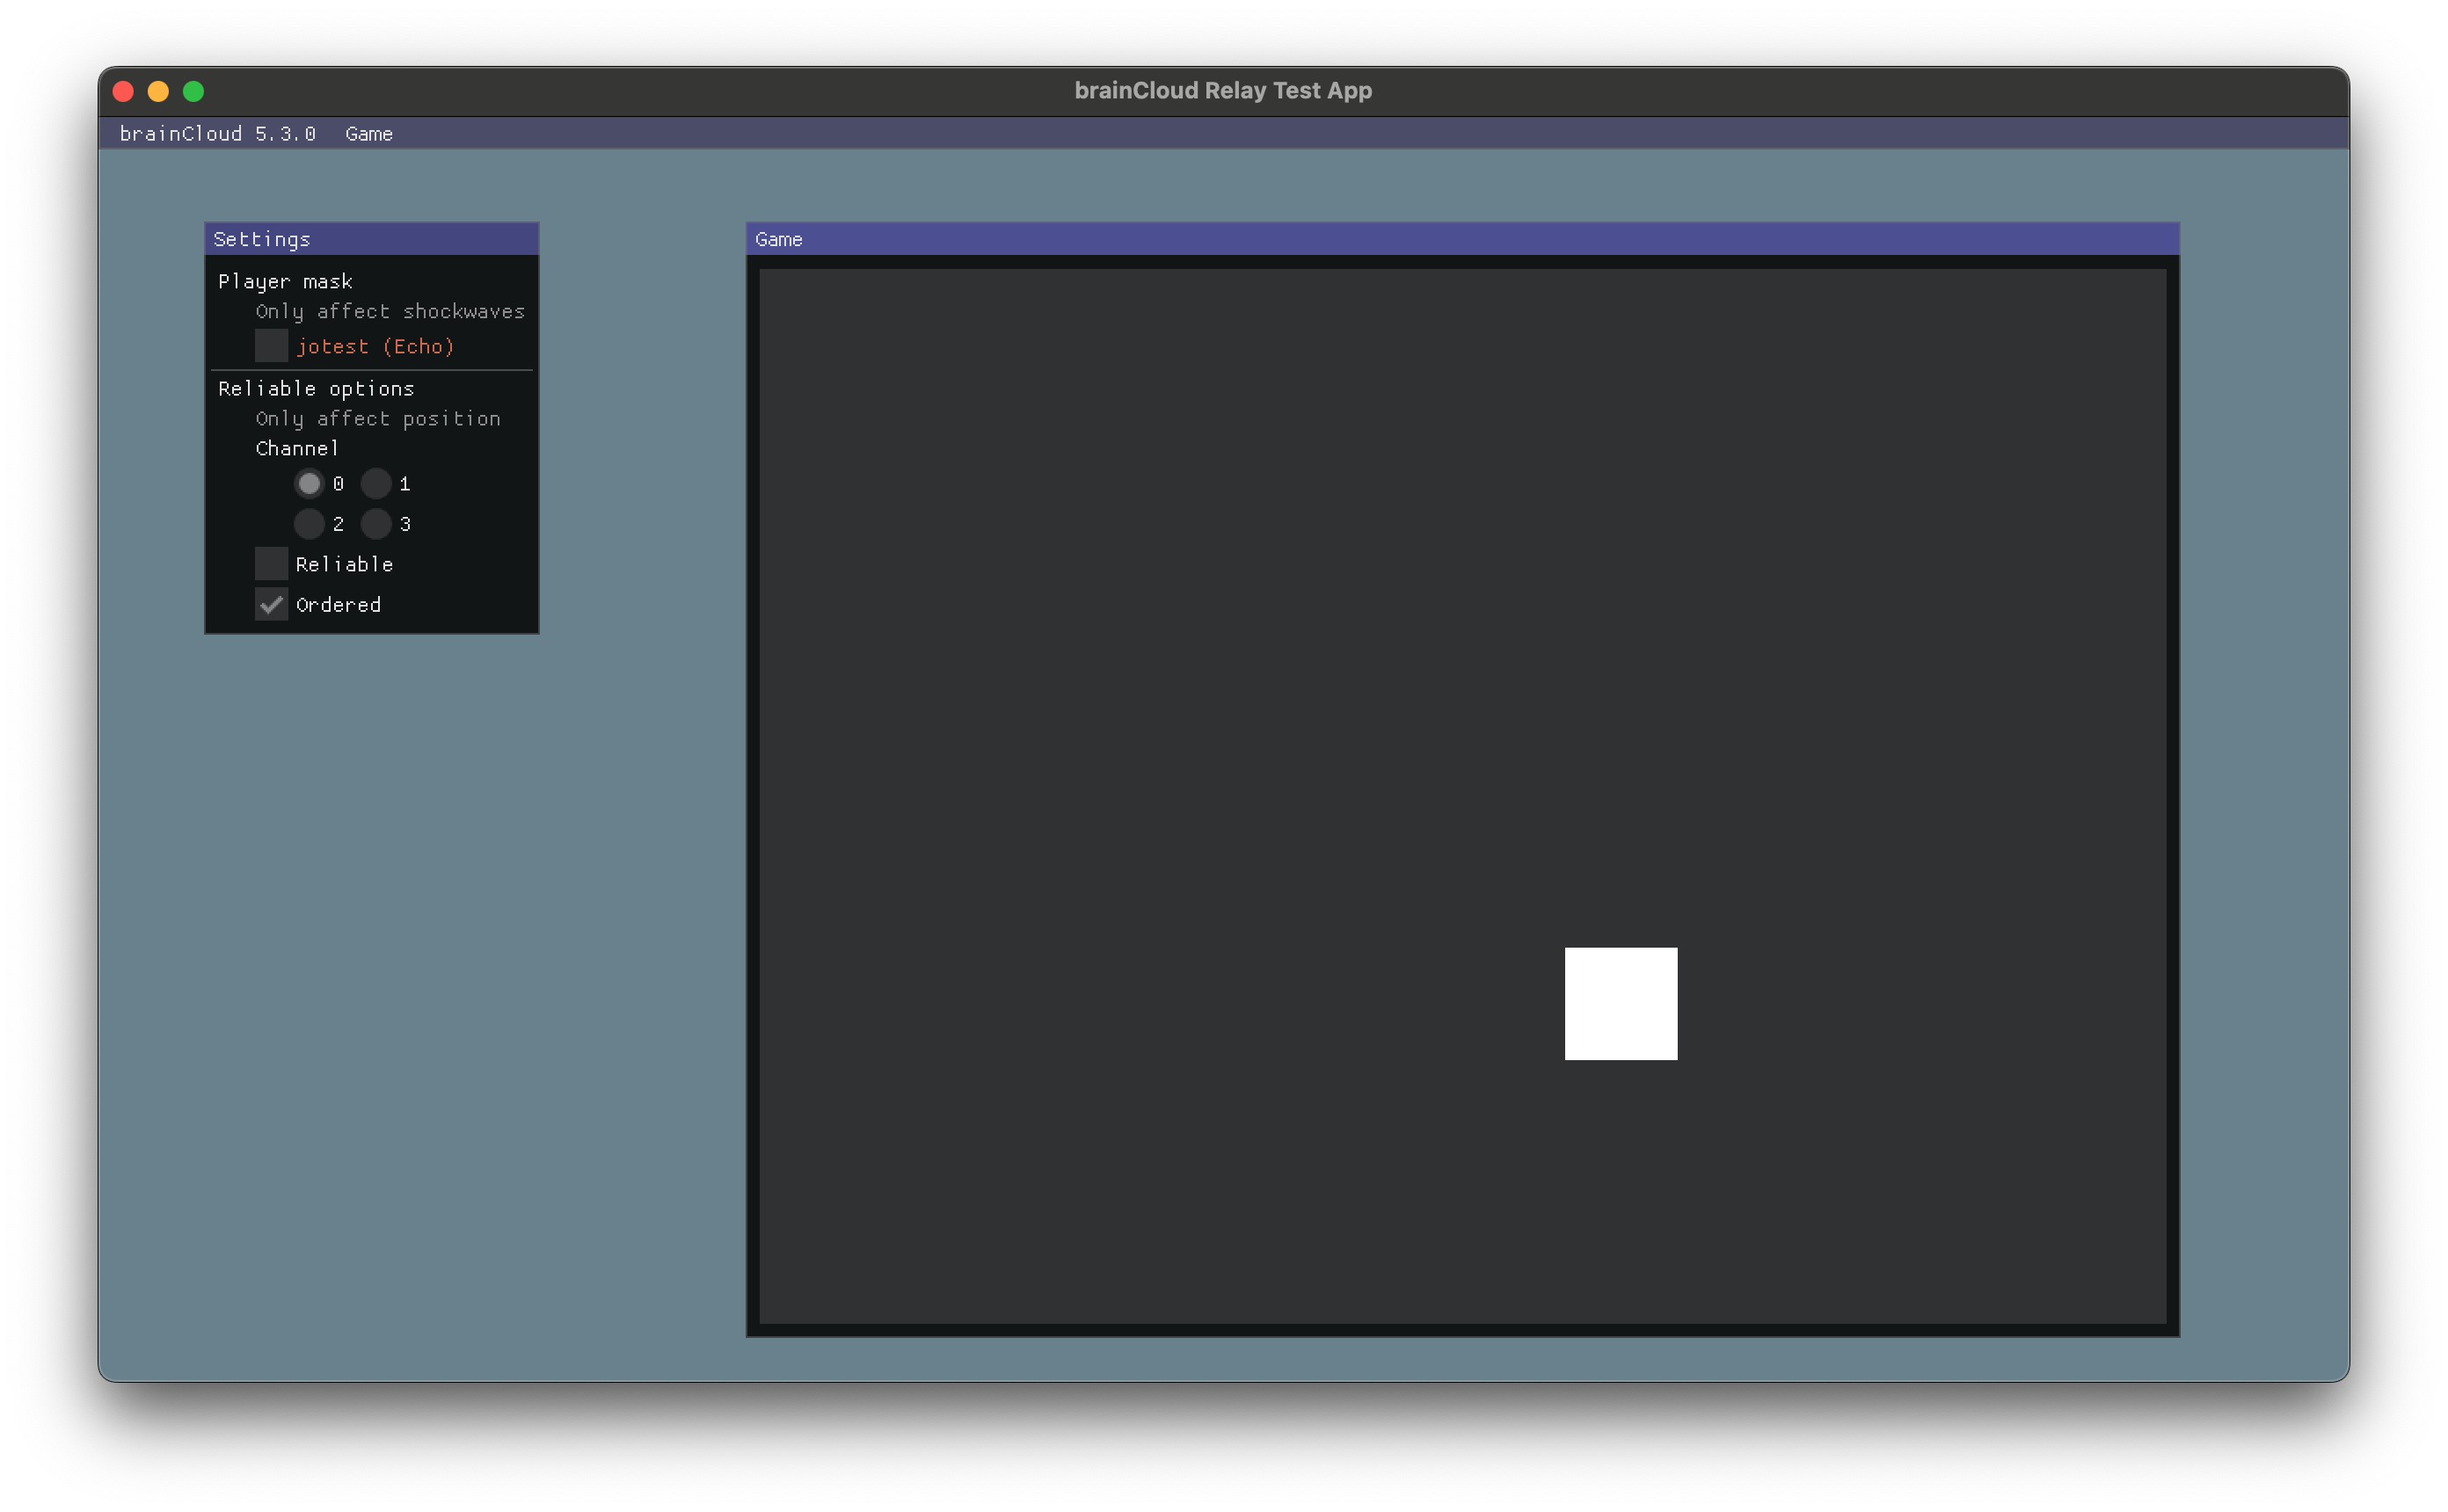 brainCloud Relay Test App
brainCloud 5.3.0 Game
Settings
Player mask
Only affect shockwaves
jotest (Echo)
Reliable options
Only affect position
Channel
0 1
2 3
Reliable
Ordered
Game